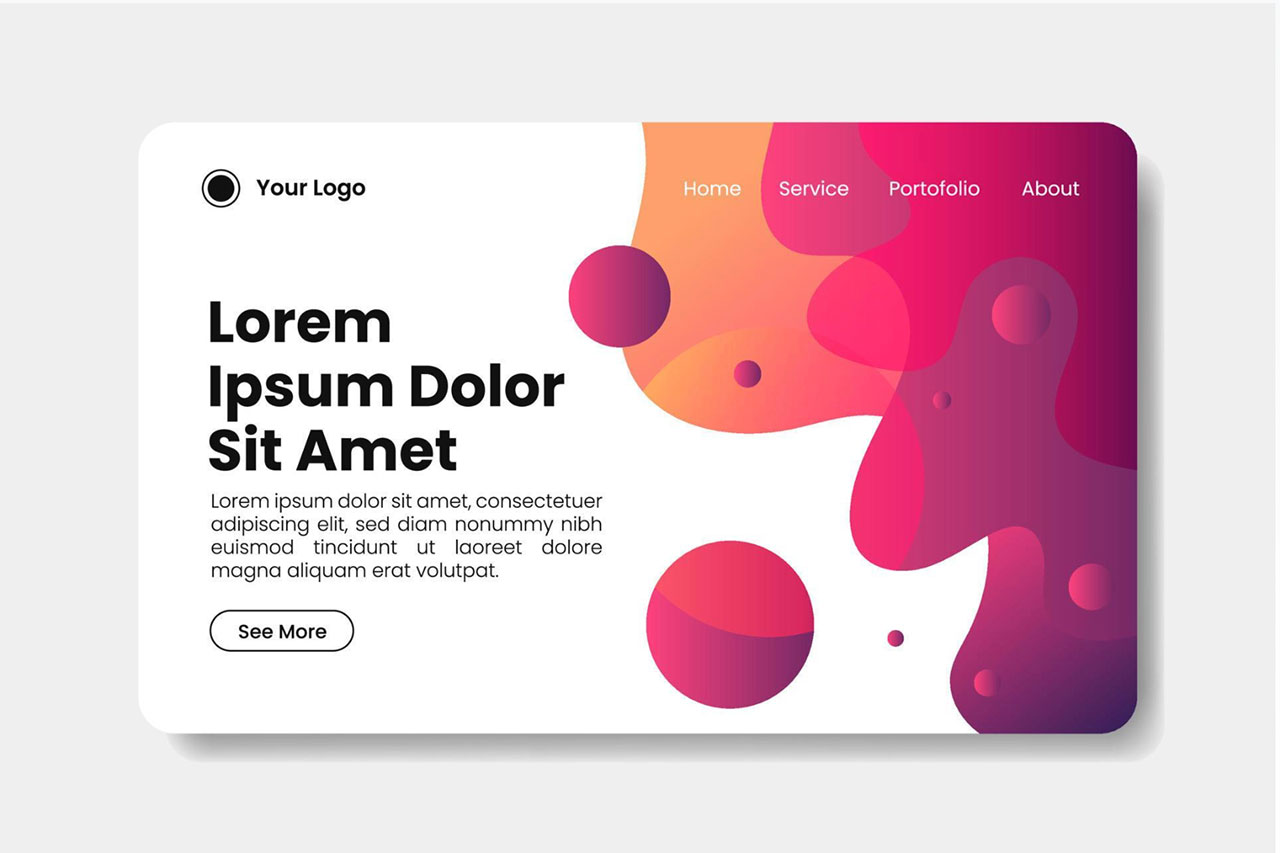 Your Logo
Home Service Portofolio About
Lorem
Ipsum Dolor
Sit Amet
Lorem ipsum dolor sit amet, consectetuer
adipiscing elit, sed diam nonummy nibh
euismod tincidunt ut laoreet dolore
magna aliquam erat volutpat.
See More